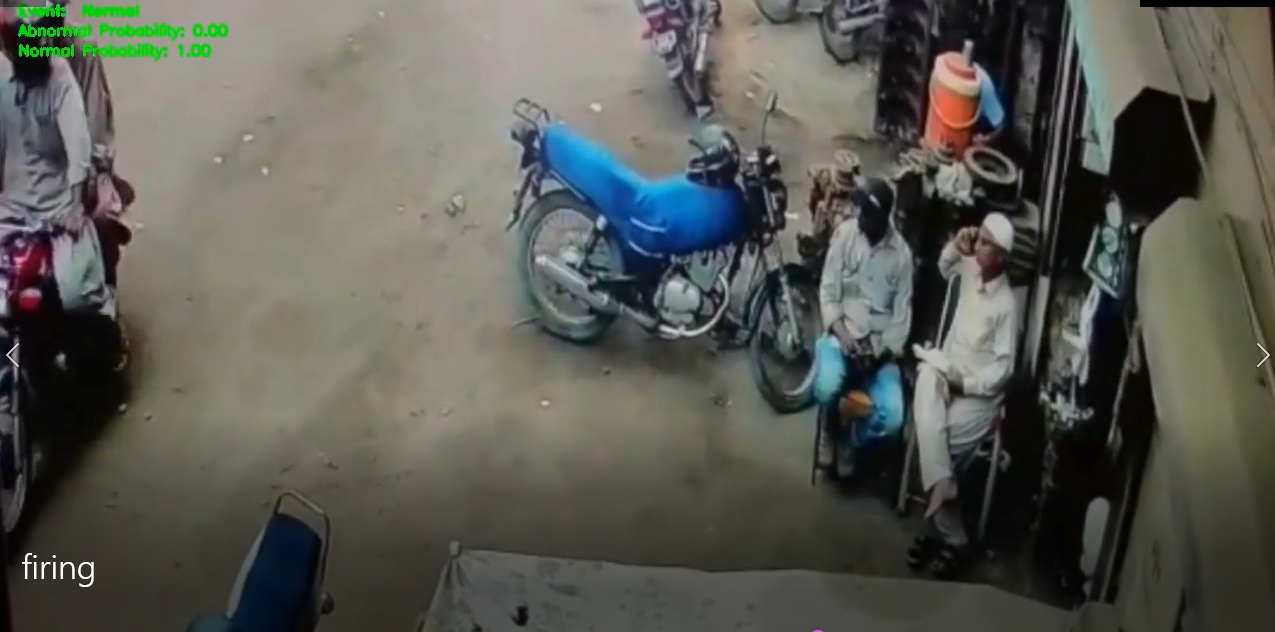 Event: Normal
Abnormal Probability: 0.00
Normal Probability: 1.00
firing